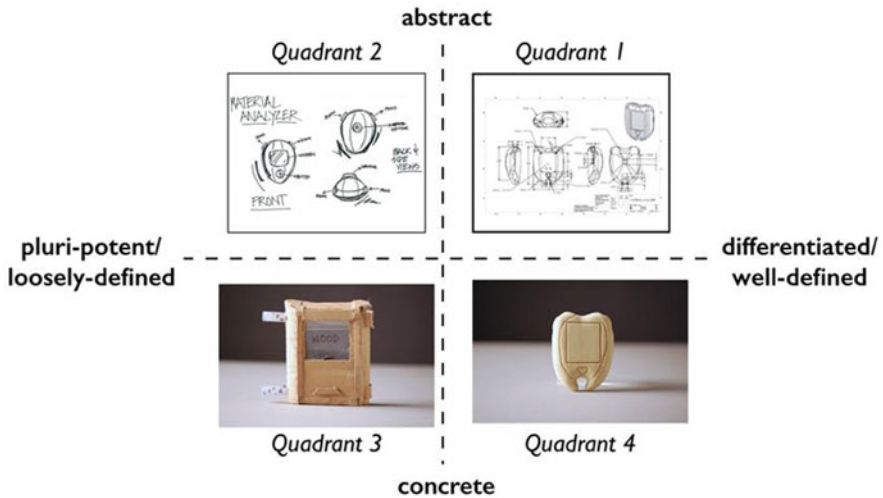 abstract
Quadrant 2
Quadrant 1
MATERIAL
ANALYZER
FRONT
BACK &
SIDE
VIEWS
pluri-potent/
loosely-defined
differentiated/
well-defined
WOOD
Quadrant 3
Quadrant 4
concrete